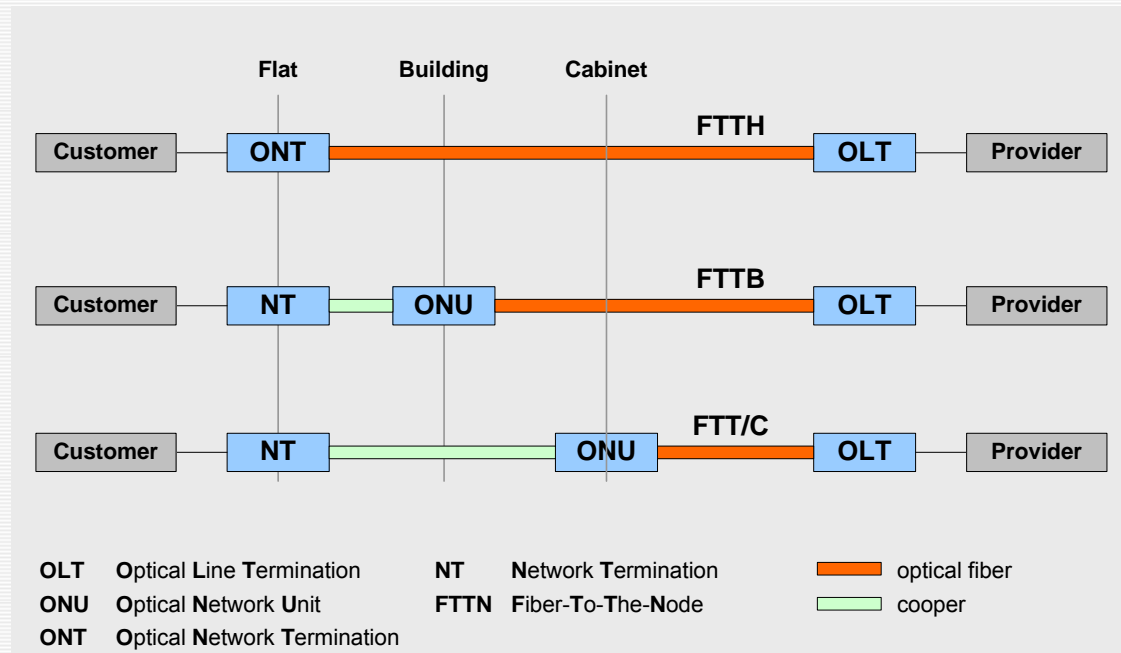 Flat Building Cabinet
FTTH
Customer ONT OLT Provider
FTTB
Customer NT ONU OLT Provider
FTT/C
Customer NT ONU OLT Provider
OLT Optical Line Termination NT Network Termination optical fiber
ONU Optical Network Unit FTTN Fiber-To-The-Node cooper
ONT Optical Network Termination